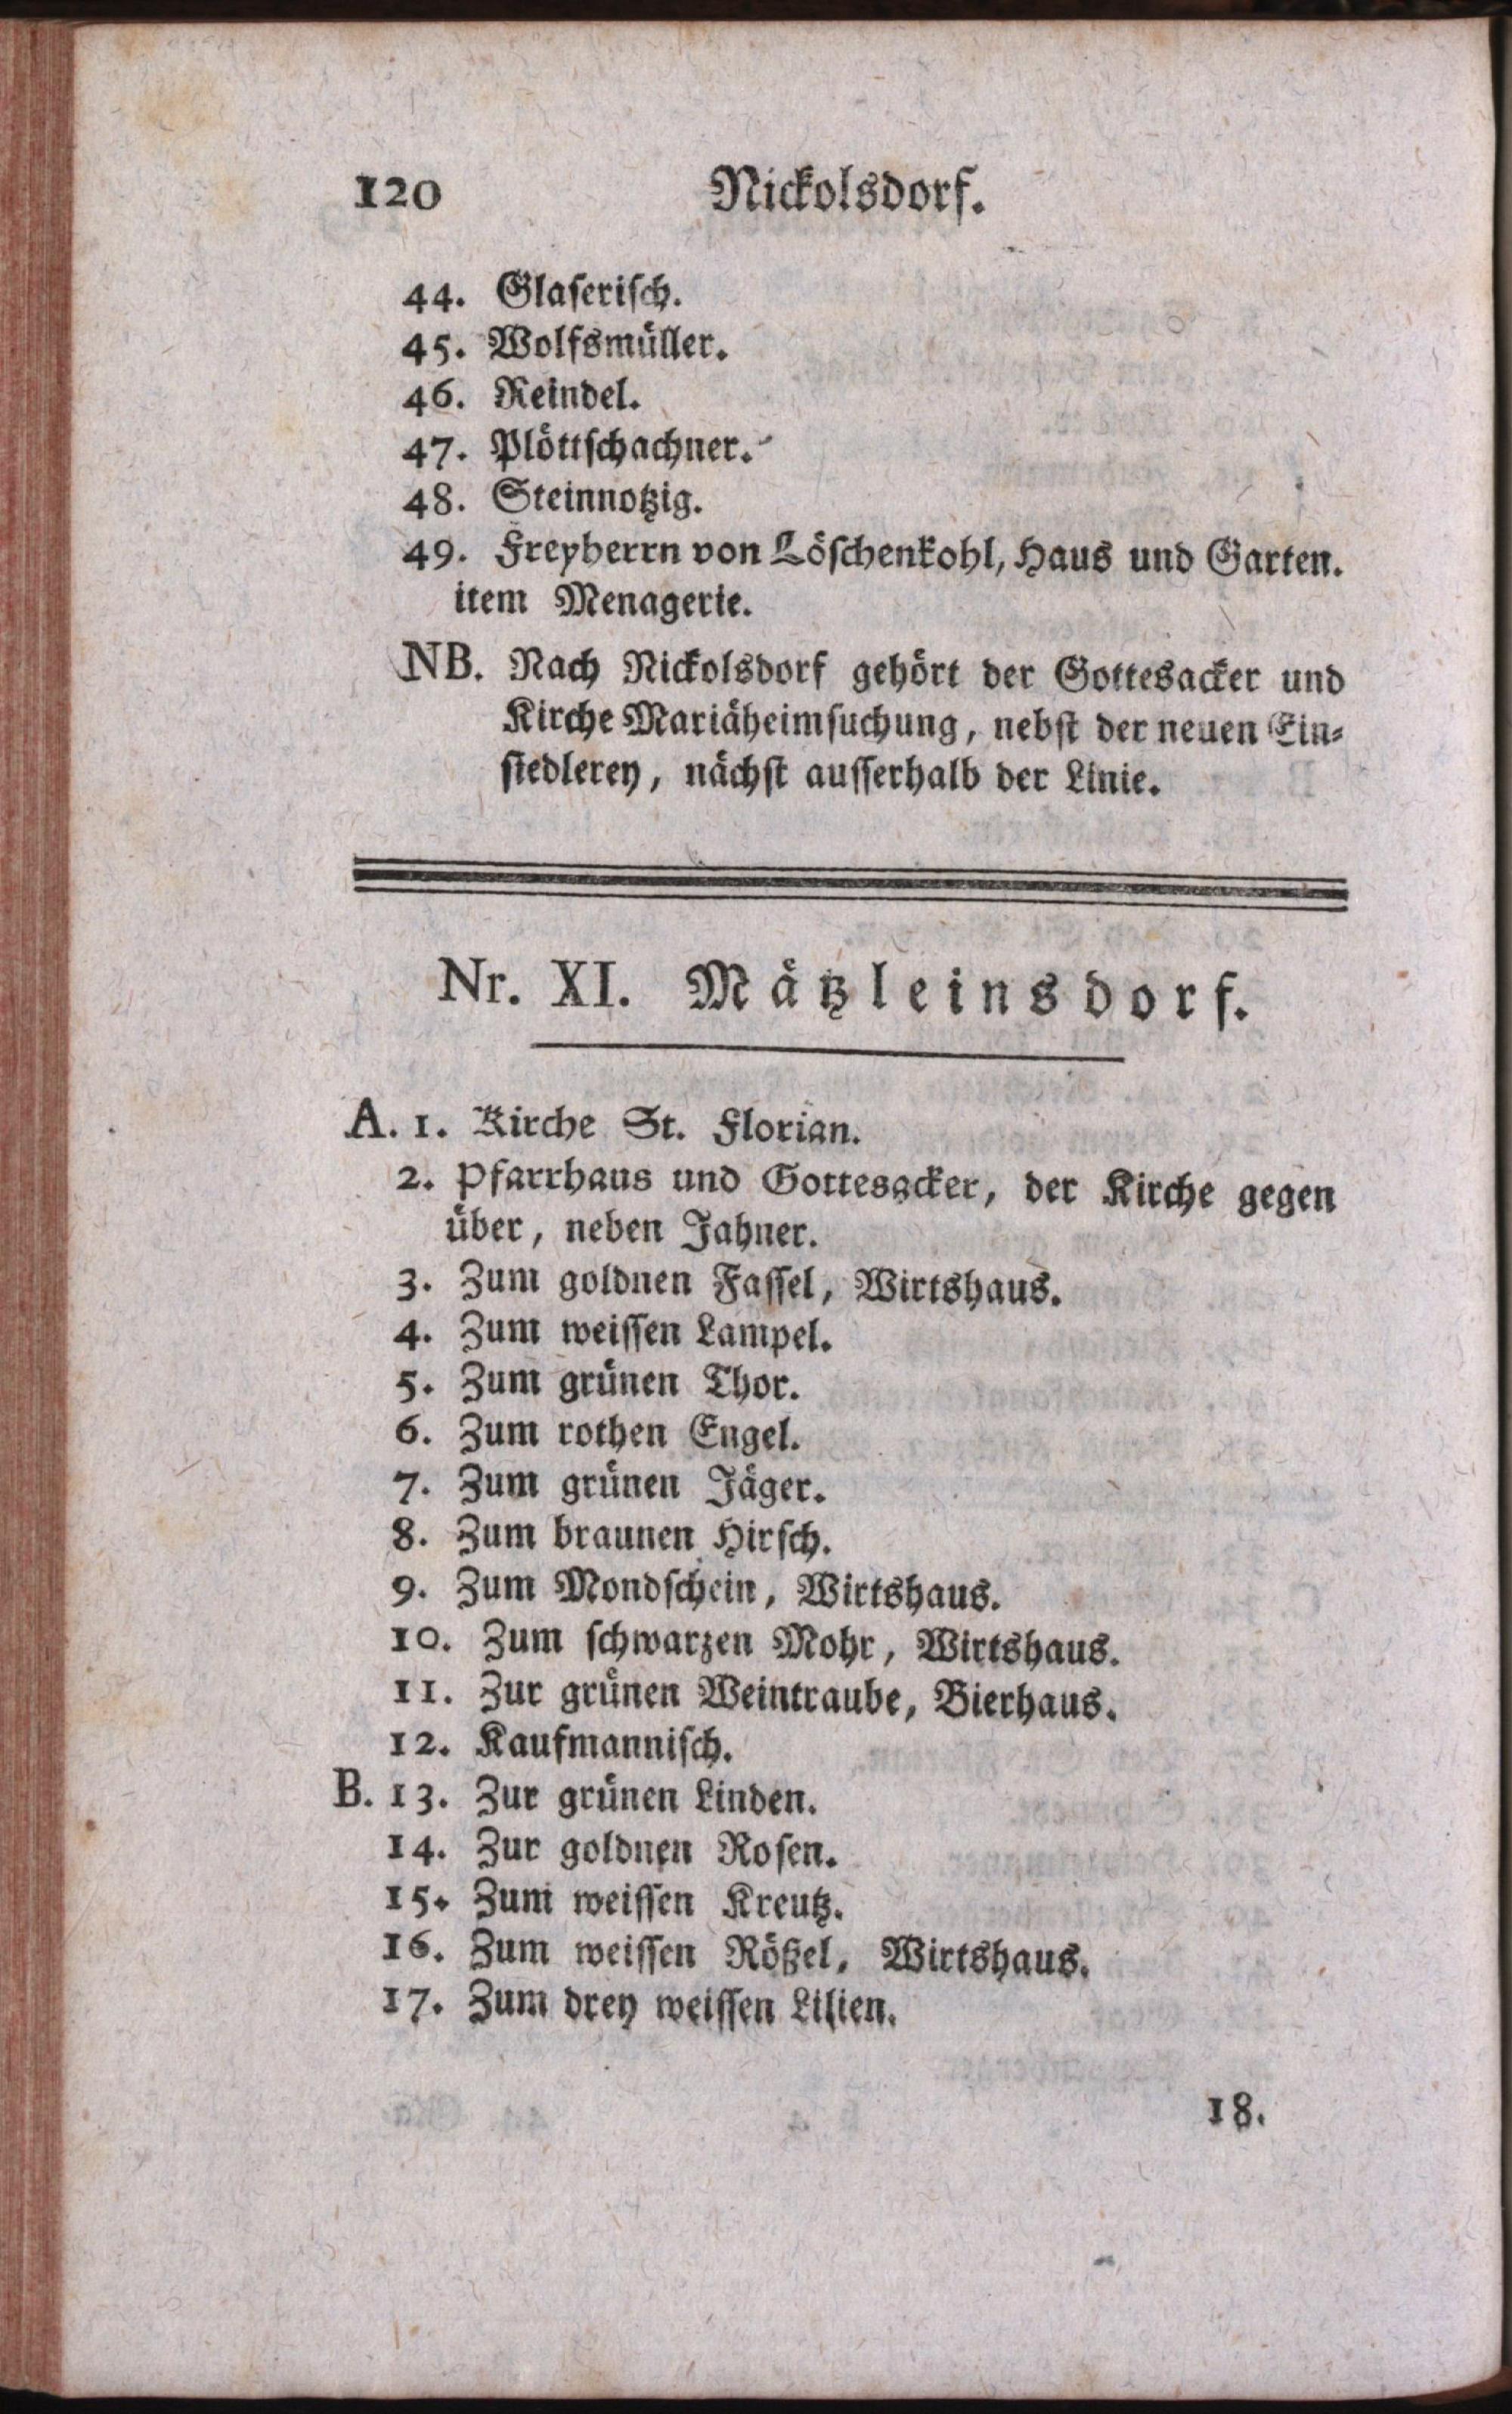 120 Nickolsdorf.
44. Glaserisch.
45. Wolfsmüller.
46. Reindel.
47. Plöttschachner.
48. Steinnotzig.
49. Freyherrn von Löschenkohl, Haus und Garten.
item Menagerie.
NB. Nach Nickolsdorf gehört der Gottesacker und
Kirche Mariäheimsuchung, nebst der neuen Ein=
siedlerey, nächst ausserhalb der Linie.
Nr. XI. Mätzleinsdorf.
A. 1. Kirche St. Florian.
2. Pfarrhaus und Gottesacker, der Kirche gegen
über, neben Jahner.
3. Zum goldnen Fassel, Wirtshaus.
4. Zum weissen Lampel.
5. Zum grünen Thor.
6. Zum rothen Engel.
7. Zum grünen Jäger.
8. Zum braunen Hirsch.
9. Zum Mondschein, Wirtshaus.
10. Zum schwarzen Mohr, Wirtshaus.
11. Zur grünen Weintraube, Bierhaus.
12. Kaufmannisch.
B. 13. Zur grünen Linden.
14. Zur goldnen Rosen.
15. Zum weissen Kreutz.
16. Zum weissen Rößel, Wirtshaus.
17. Zum drey weissen Lilien.
18.